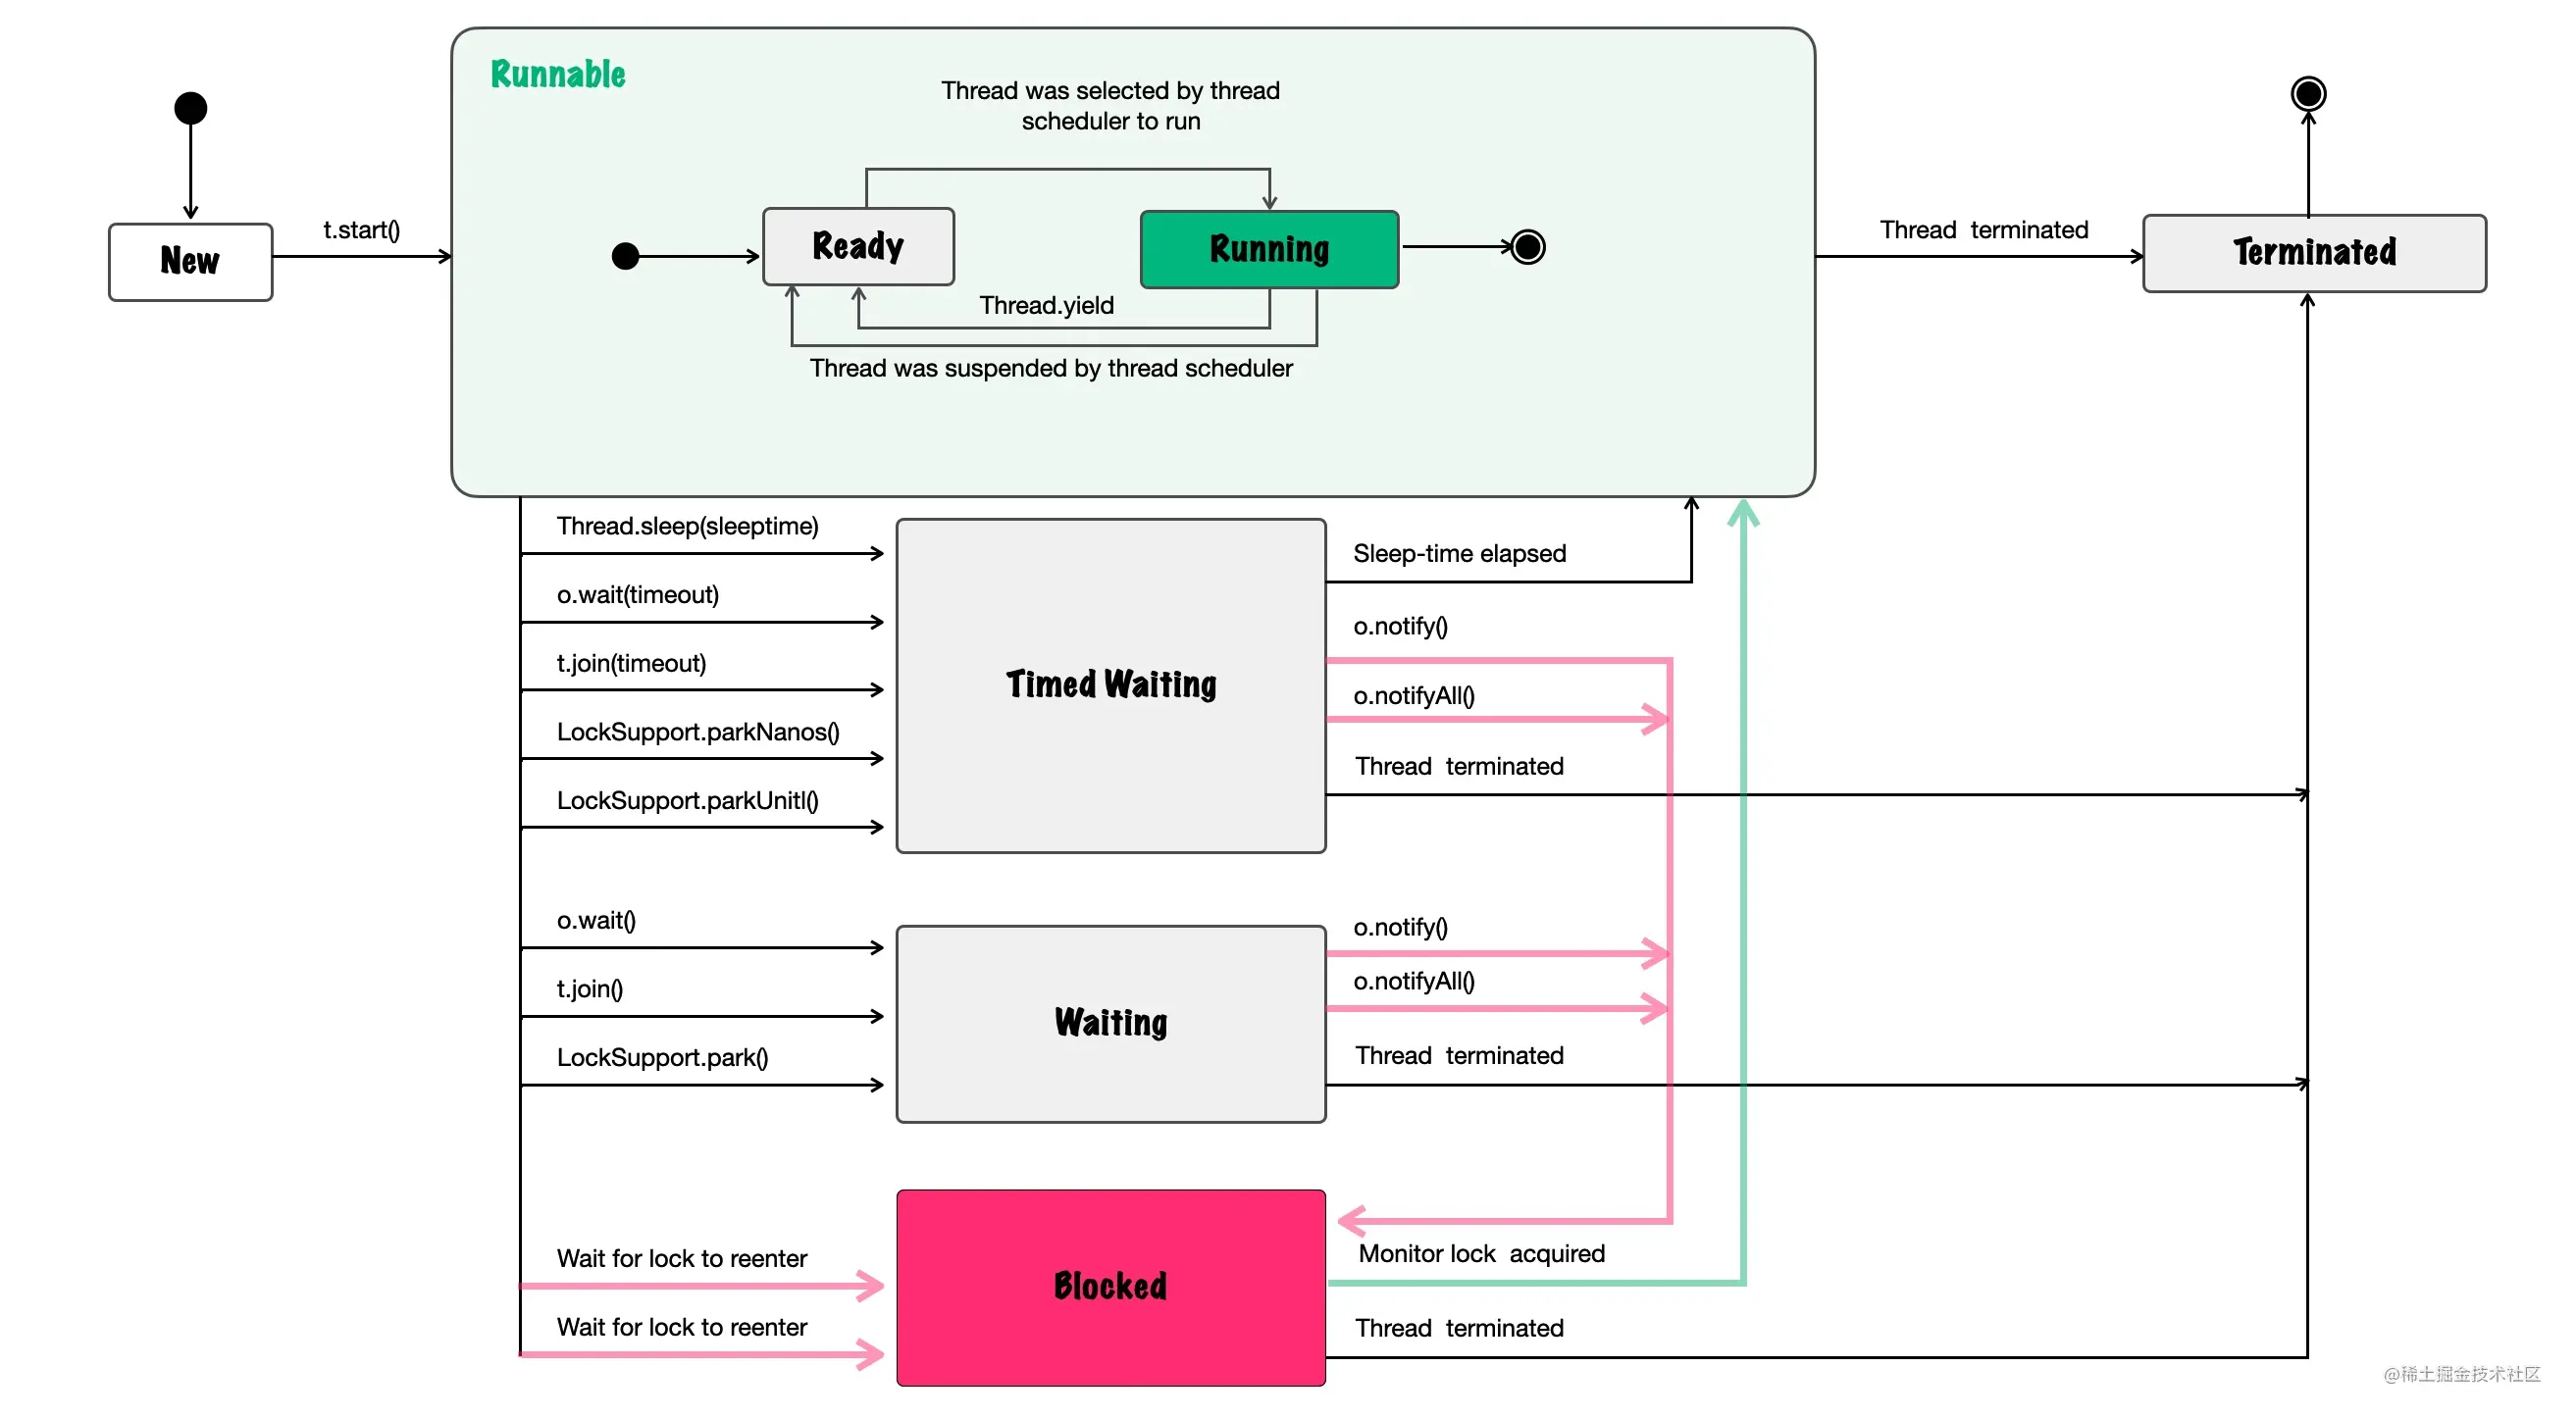 Runnable
Thread was selected by thread
scheduler to run
New
t.start()
Ready
Running
Thread.yield
Thread was suspended by thread scheduler
Thread terminated
Terminated
Thread.sleep(sleeptime)
o.wait(timeout)
t.join(timeout)
LockSupport.parkNanos()
LockSupport.parkUnitl()
Timed Waiting
Sleep-time elapsed
o.notify()
o.notifyAll()
Thread terminated
o.wait()
t.join()
LockSupport.park()
Waiting
o.notify()
o.notifyAll()
Thread terminated
Wait for lock to reenter
Wait for lock to reenter
Blocked
Monitor lock acquired
Thread terminated
@稀土掘金技术社区